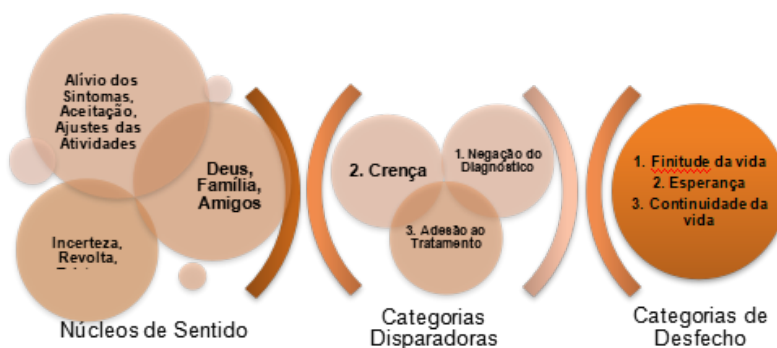 Alívio dos
Sintomas,
Aceitação,
Ajustes das
Atividades
Deus,
Família,
Amigos
Incerteza,
Revolta,
Núcleos de Sentido
2. Crença
1. Negação do
Diagnóstico
3. Adesão ao
Tratamento
Categorias
Disparadoras
1. Finitude da vida
2. Esperança
3. Continuidade da
vida
Categorias de
Desfecho